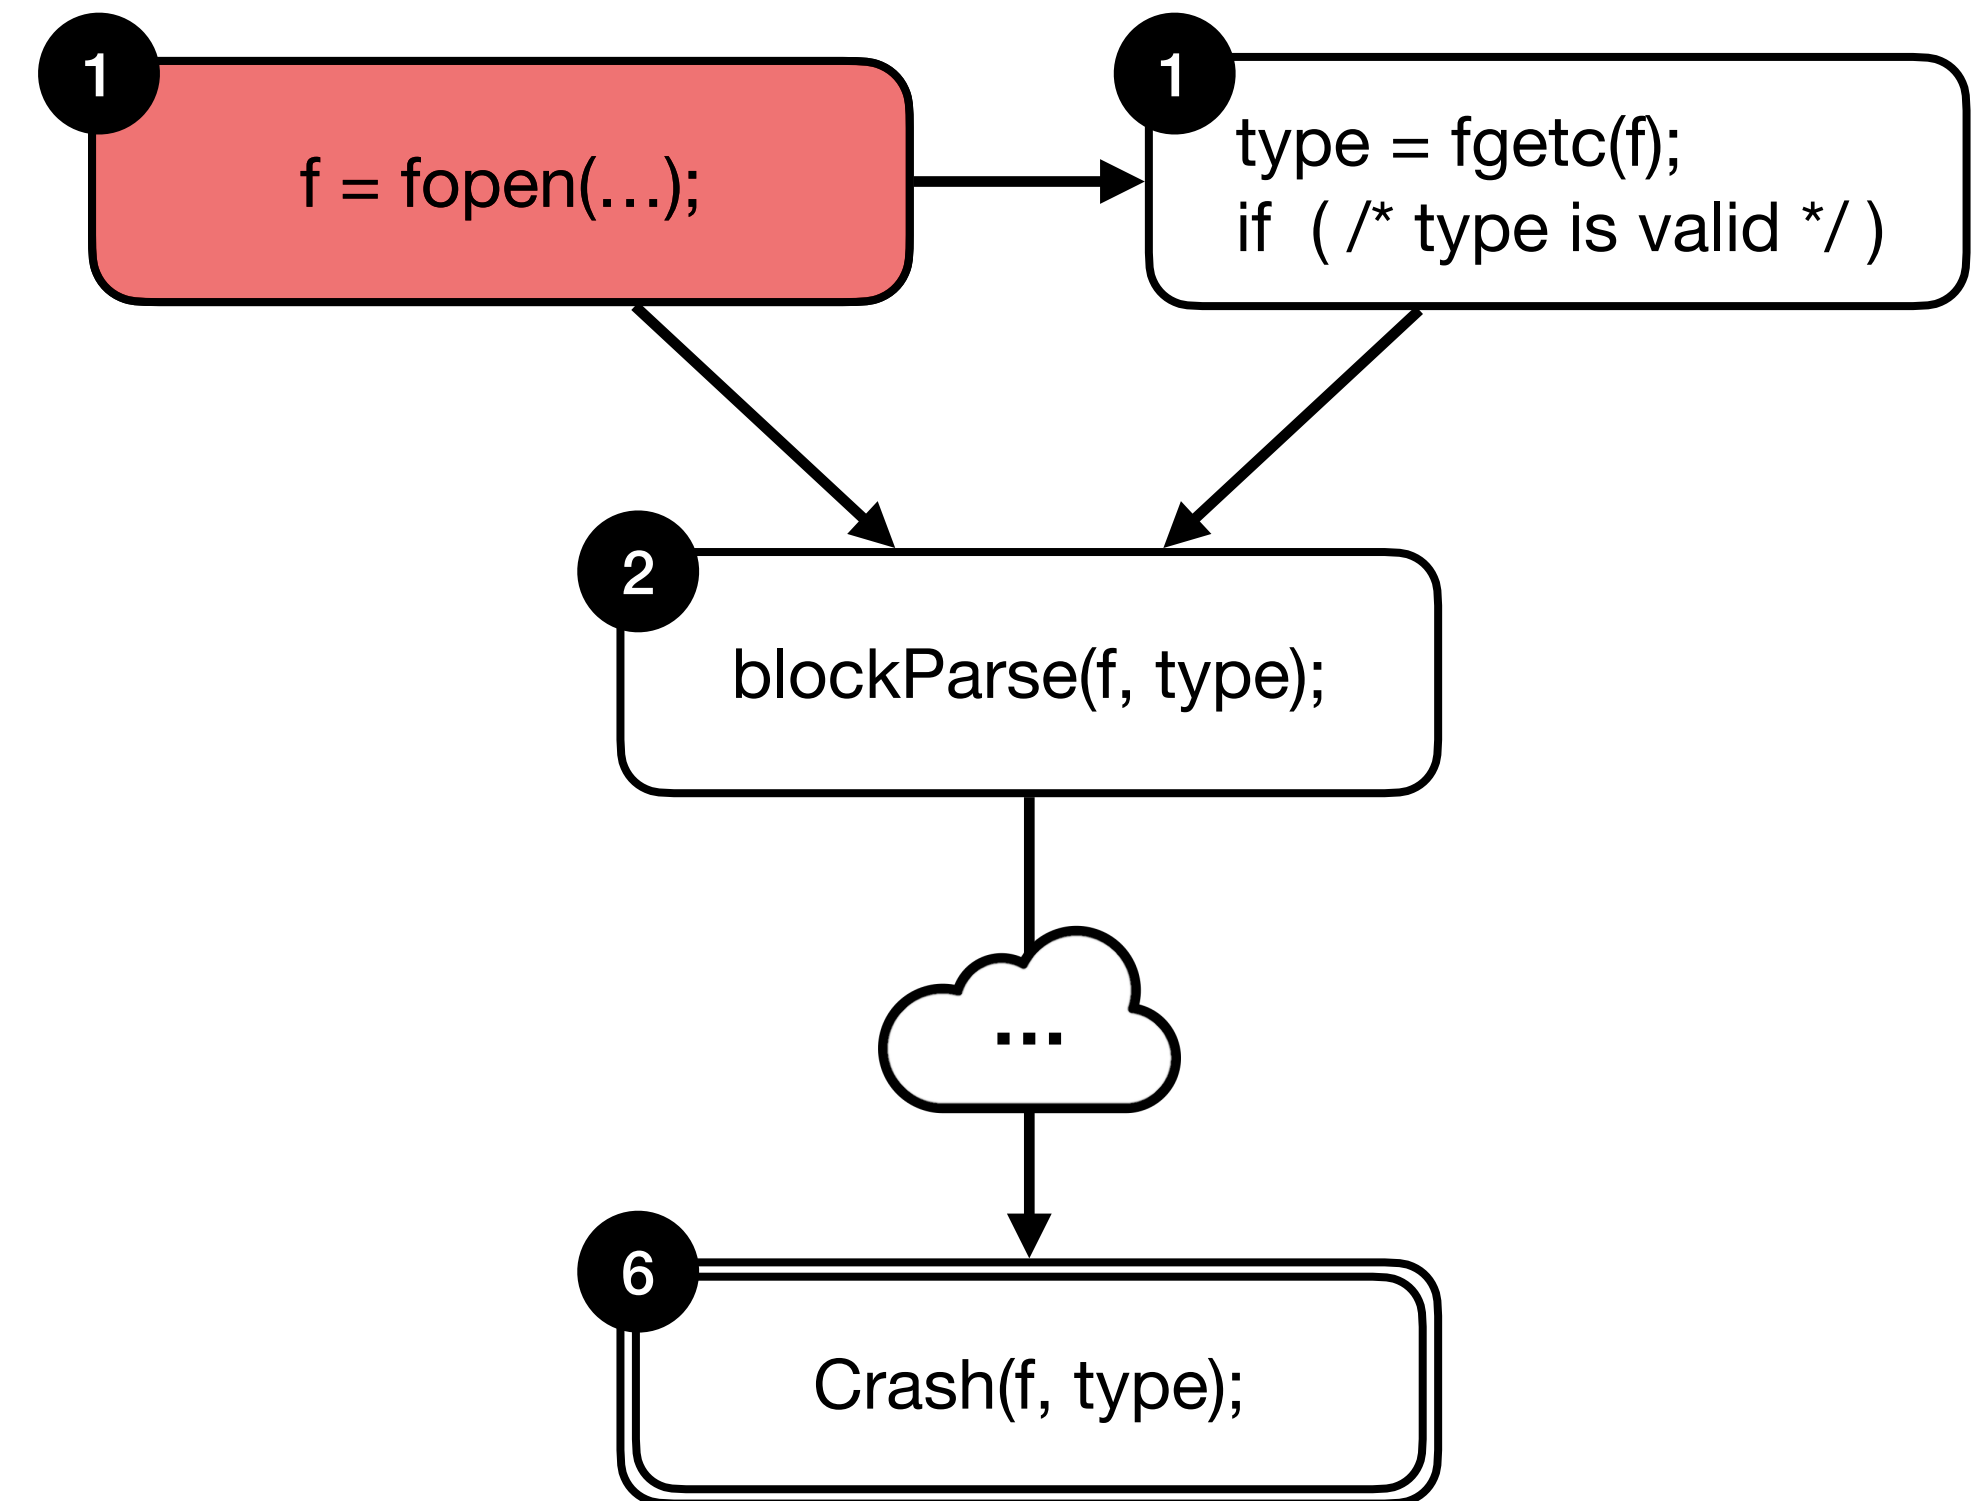 1
f = fopen(...);
1
type = fgetc(f);
if ( /* type is valid */ )
2
blockParse(f, type);
...
6
Crash(f, type);